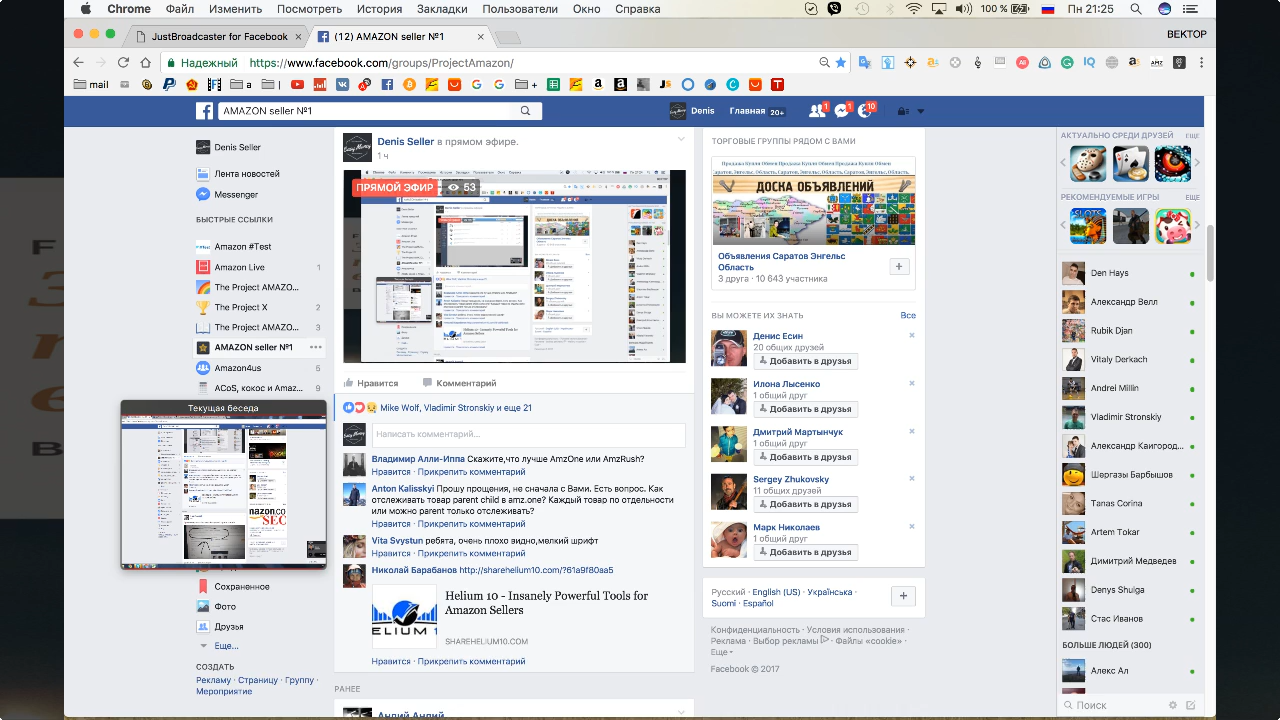 Chrome Файл Изменить Посмотреть История Закладки Пользователи Окно Справка
100 % Пн 21:25
JustBroadcaster for Facebook
(12) AMAZON seller №1
ВЕКТОР
Надежный https://www.facebook.com/groups/ProjectAmazon/
mail
AMAZON seller №1
Denis
Главная 20+
1
1
10
Denis Seller
Лента новостей
Messenger
БЫСТРЫЕ ССЫЛКИ
Amazon #Test
Amazon Live 1
The Project AMAZO...
The Project X 2
The Project AMAZO... 3
AMAZON seller №1
Amazon4us 6
ACoS, кокос и Amaz... 9
Текущая беседа
Сохраненное
Фото
Друзья
Еще...
СОЗДАТЬ
Рекламу · Страницу · Группу ·
Мероприятие
Denis Seller в прямом эфире.
1 ч
ПРЯМОЙ ЭФИР 53
Нравится Комментарий
Mike Wolf, Vladimir Stronskiy и еще 21
Написать комментарий...
Владимир Алли-Иппа Скажите,что лучше AmzOne или AmzRush?
Нравится · Прикрепить комментарий
Anton Kalisskyi Прошу прощения, не сначала с Вами. Есть вопрос. Как
отслеживать товар parent child в amz.one? Каждый товар по отдельности
или можно parent только отслеживать?
Нравится · Прикрепить комментарий
Vita Svystun ребята, очень плохо видно,мелкий шрифт
Нравится · Прикрепить комментарий
Николай Барабанов http://sharehelium10.com/?61a9f80aa5
Helium 10 - Insanely Powerful Tools for
Amazon Sellers
ELIUM 1
SHAREHELIUM10.COM
Нравится · Прикрепить комментарий
РАНЕЕ
Андий Андий
ТОРГОВЫЕ ГРУППЫ РЯДОМ С ВАМИ
ДОСКА ОБЪЯВЛЕНИЙ
Объявления Саратов Энгельс
Область
3 друга · 10 643 участника
ВЫ МОЖЕТЕ ИХ ЗНАТЬ Все
Денис Есин
20 общих друзей
Добавить в друзья
Илона Лысенко
1 общий друг
Добавить в друзья
Дмитрий Мартынчук
1 общий друг
Добавить в друзья
Sergey Zhukovsky
11 общих друзей
Добавить в друзья
Марк Николаев
1 общий друг
Добавить в друзья
Русский · English (US) · Українська ·
Suomi · Español
Конфиденциальность · Условия использования ·
Реклама · Выбор рекламы · Файлы «cookie» ·
Еще
Facebook © 2017
АКТУАЛЬНО СРЕДИ ДРУЗЕЙ ЕЩЕ
РЕКОМЕНДУЕМЫЕ ИГРЫ ЕЩЕ
Den Hays
Александр Белл
Rubik Djan
Vitaly Derkach
Andrei Millin
Vladimir Stronskiy
Александр Каигород...
Шергазы Барбышов
Tanas Corina
Artem Tokar
Димитрий Медведев
Denys Shulga
Стас Иванов
БОЛЬШЕ ЛЮДЕЙ (300)
Алекс Ал
Поиск